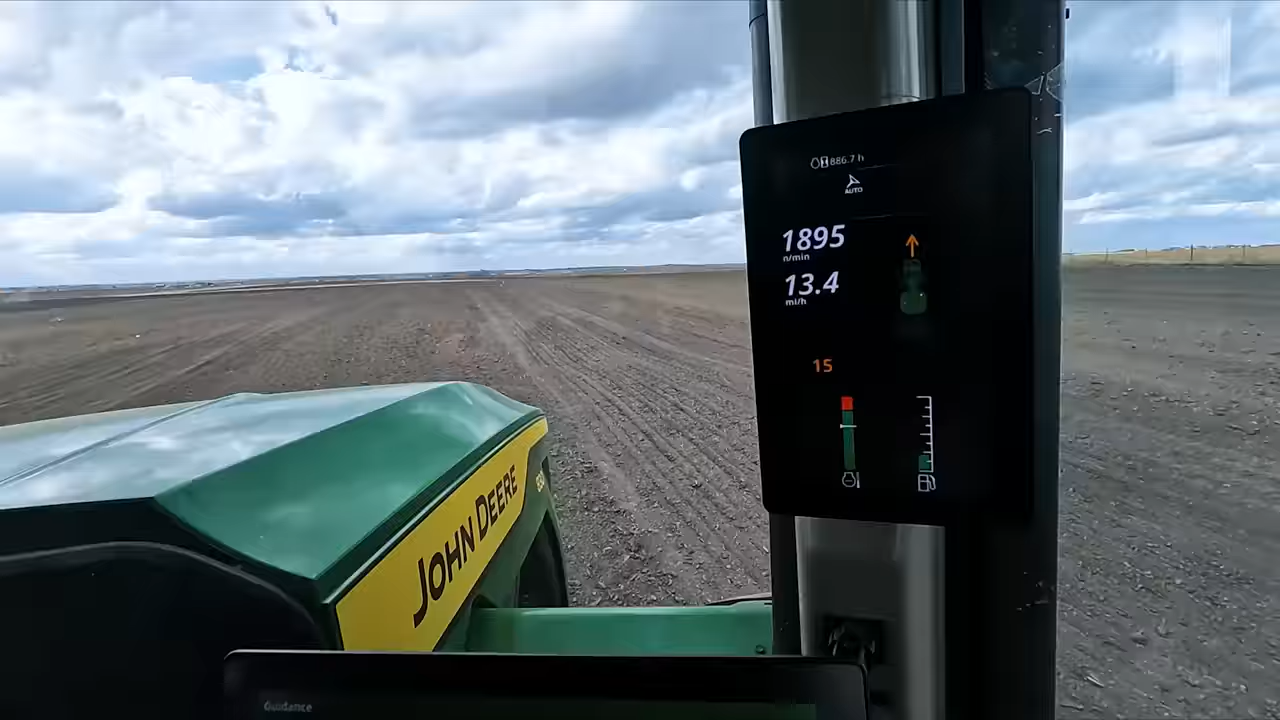 886.7 h
AUTO
1895
n/min
13.4
mi/h
15
JOHN DEERE
Guidance